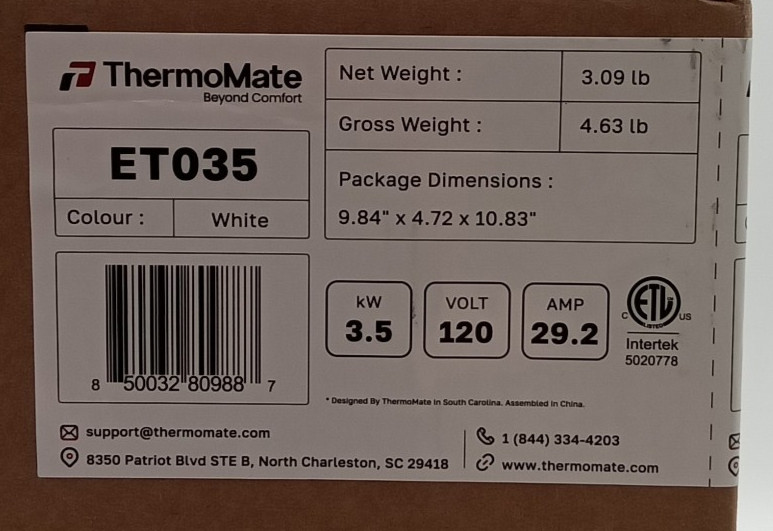 ThermoMate
Beyond Comfort
ET035
Colour : White
Net Weight : 3.09 lb
Gross Weight : 4.63 lb
Package Dimensions :
9.84" x 4.72 x 10.83"
8 50032 80988 7
kW
3.5
VOLT
120
AMP
29.2
C ETL US
LISTED
Intertek
5020778
* Designed By ThermoMate In South Carolina. Assembled In China.
support@thermomate.com
8350 Patriot Blvd STE B, North Charleston, SC 29418
1 (844) 334-4203
www.thermomate.com